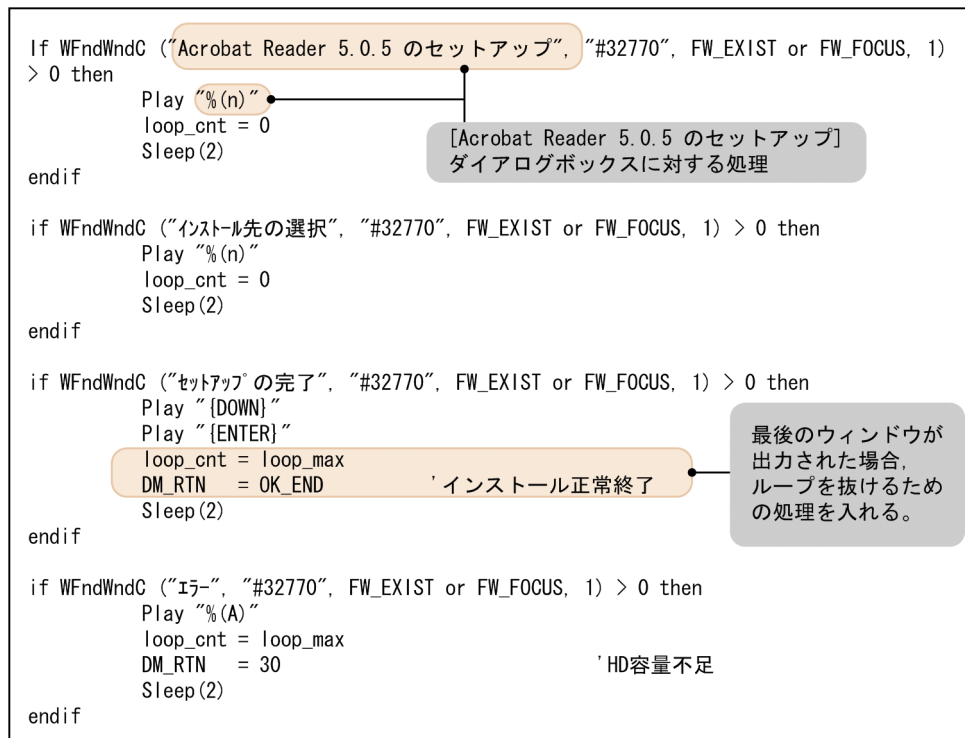 If WFndWndC ("Acrobat Reader 5.0.5 のセットアップ", "#32770", FW_EXIST or FW_FOCUS, 1)
> 0 then
Play "%(n)"
loop_cnt = 0
Sleep(2)
endif
[Acrobat Reader 5.0.5 のセットアップ]
ダイアログボックスに対する処理
if WFndWndC ("ｲﾝｽﾄｰﾙ先の選択", "#32770", FW_EXIST or FW_FOCUS, 1) > 0 then
Play "%(n)"
loop_cnt = 0
Sleep(2)
endif
if WFndWndC ("ｾｯﾄｱｯﾌﾟの完了", "#32770", FW_EXIST or FW_FOCUS, 1) > 0 then
Play "{DOWN}"
Play "{ENTER}"
loop_cnt = loop_max
DM_RTN = OK_END 'インストール正常終了
Sleep(2)
endif
最後のウィンドウが
出力された場合,
ループを抜けるため
の処理を入れる。
if WFndWndC ("ｴﾗｰ", "#32770", FW_EXIST or FW_FOCUS, 1) > 0 then
Play "%(A)"
loop_cnt = loop_max
DM_RTN = 30 'HD容量不足
Sleep(2)
endif